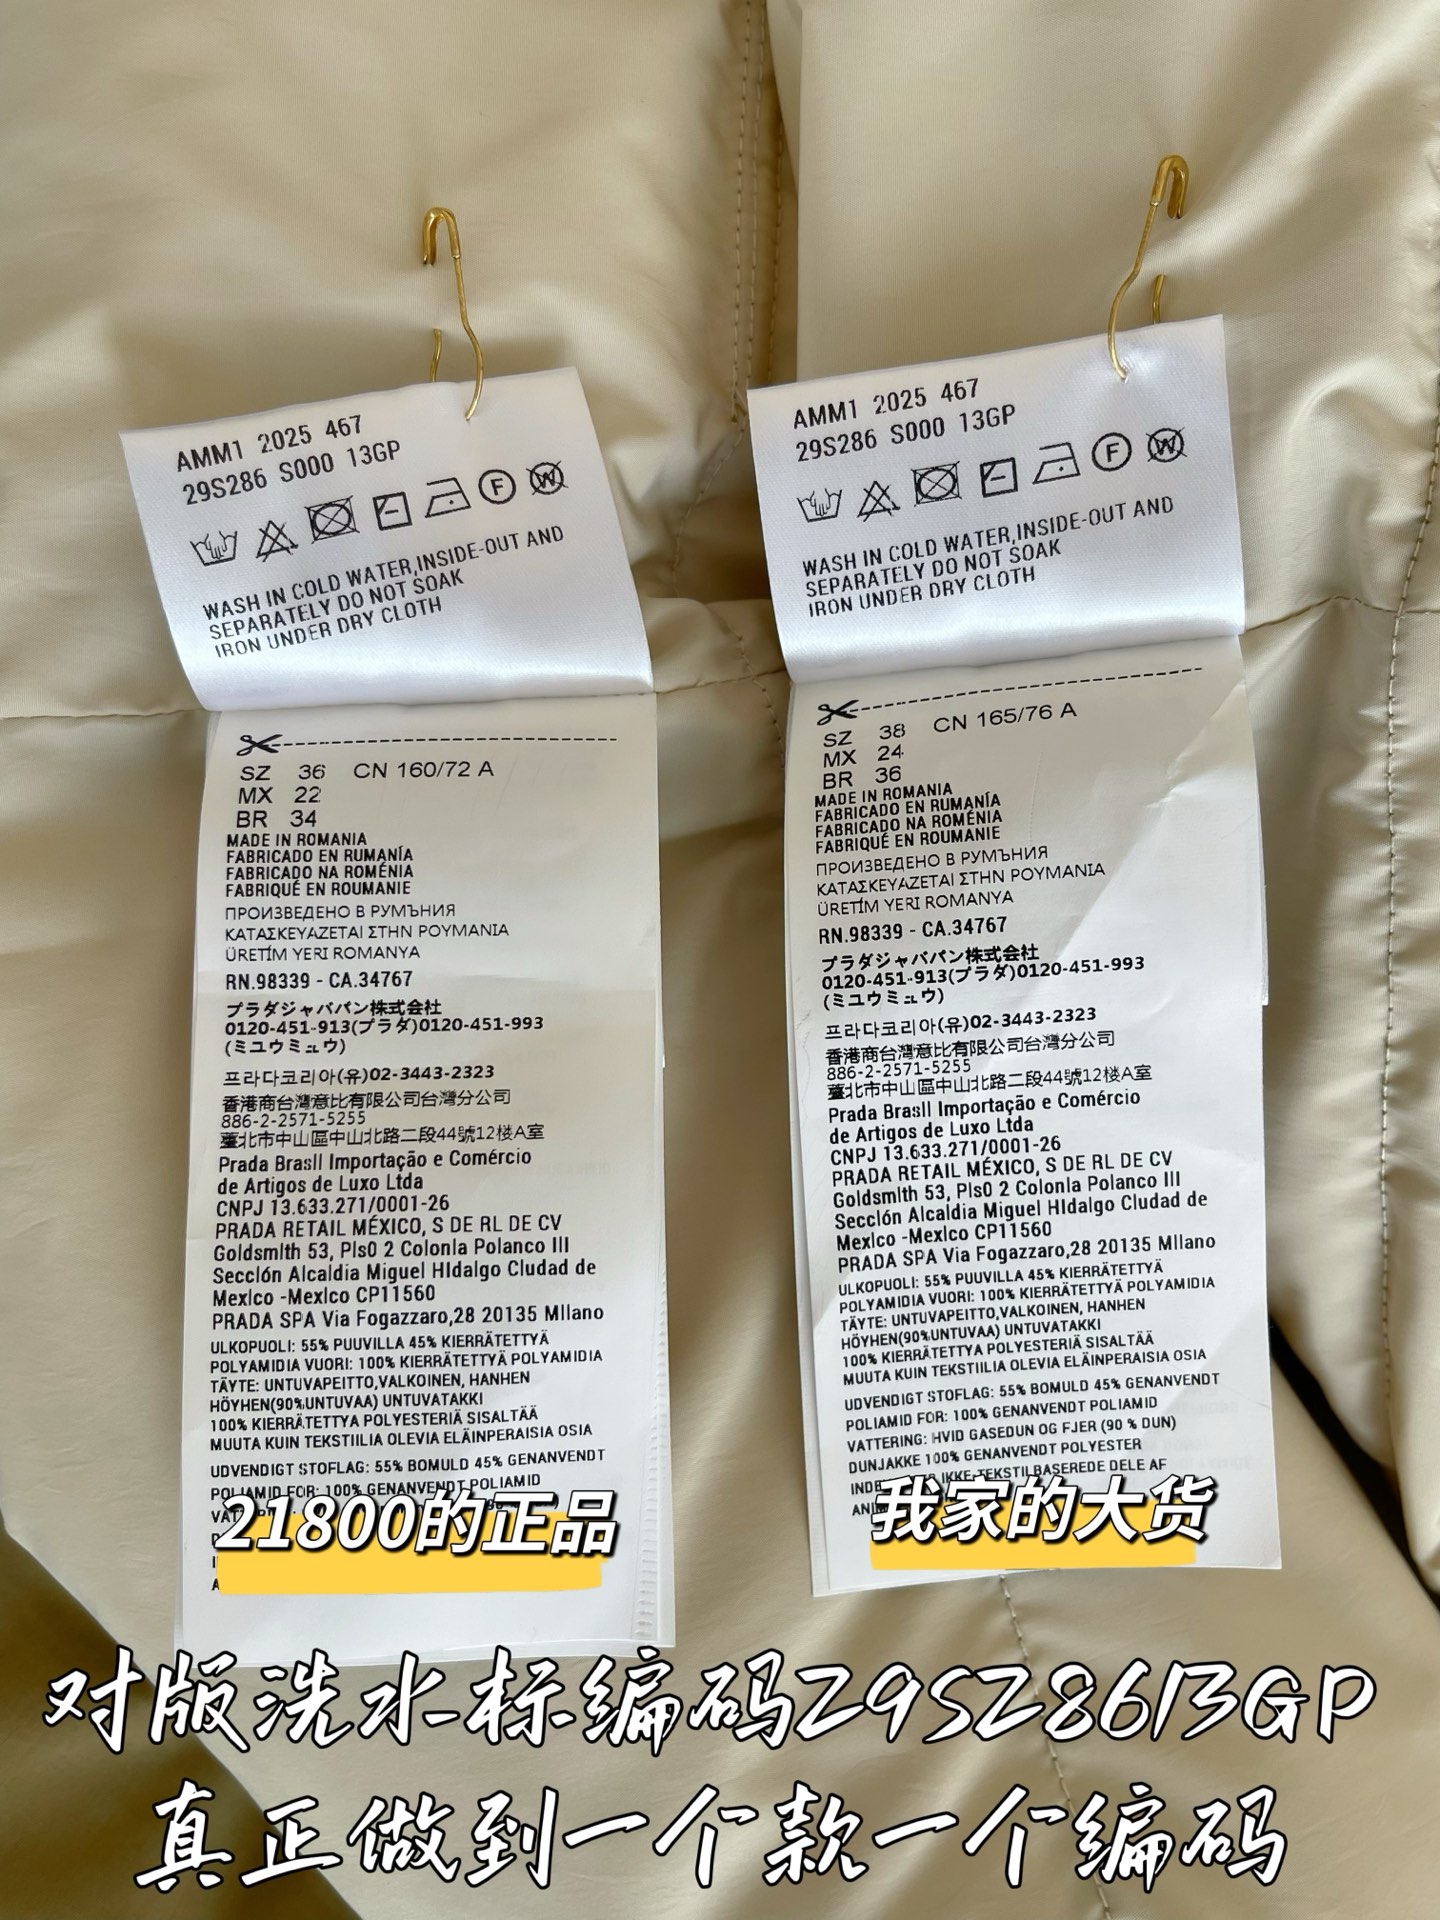 AMM1 2025 467
29S286 S000 13GP
F W
WASH IN COLD WATER,INSIDE-OUT AND
SEPARATELY DO NOT SOAK
IRON UNDER DRY CLOTH
SZ 36 CN 160/72 A
MX 22
BR 34
MADE IN ROMANIA
FABRICADO EN RUMANÍA
FABRICADO NA ROMÉNIA
FABRIQUÉ EN ROUMANIE
ПРОИЗВЕДЕНО В РУМЪНИЯ
ΚΑΤΑΣΚΕΥΑΖΕΤΑΙ ΣΤΗΝ ΡΟΥΜΑΝΙΑ
ÜRETİM YERI ROMANYA
RN.98339 - CA.34767
プラダジャババン株式会社
0120-451-913(プラダ)0120-451-993
(ミユウミュウ)
프라다코리아(유)02-3443-2323
香港商台灣意比有限公司台灣分公司
886-2-2571-5255
臺北市中山區中山北路二段44號12楼A室
Prada BrasIl Importação e Comércio
de Artigos de Luxo Ltda
CNPJ 13.633.271/0001-26
PRADA RETAIL MÉXICO, S DE RL DE CV
GoldsmIth 53, PIs0 2 ColonIa Polanco III
SeccIón Alcaldia Miguel HIdalgo CIudad de
MexIco -MexIco CP11560
PRADA SPA Via Fogazzaro,28 20135 MIlano
ULKOPUOLI: 55% PUUVILLA 45% KIERRÄTETTYÄ
POLYAMIDIA VUORI: 100% KIERRÄTETTYÄ POLYAMIDIA
TÄYTE: UNTUVAPEITTO,VALKOINEN, HANHEN
HÖYHEN(90%UNTUVAA) UNTUVATAKKI
100% KIERRÄTETTYA POLYESTERIÄ SISALTÄÄ
MUUTA KUIN TEKSTIILIA OLEVIA ELÄINPERAISIA OSIA
UDVENDIGT STOFLAG: 55% BOMULD 45% GENANVENDT
POLIAMID FOR: 100% GENANVENDT POLIAMID
21800的正品
AMM1 2025 467
29S286 S000 13GP
F W
WASH IN COLD WATER,INSIDE-OUT AND
SEPARATELY DO NOT SOAK
IRON UNDER DRY CLOTH
SZ 38 CN 165/76 A
MX 24
BR 36
MADE IN ROMANIA
FABRICADO EN RUMANÍA
FABRICADO NA ROMÉNIA
FABRIQUÉ EN ROUMANIE
ПРОИЗВЕДЕНО В РУМЪНИЯ
ΚΑΤΑΣΚΕΥΑΖΕΤΑΙ ΣΤΗΝ ΡΟΥΜΑΝΙΑ
ÜRETİM YERI ROMANYA
RN.98339 - CA.34767
プラダジャババン株式会社
0120-451-913(プラダ)0120-451-993
(ミユウミュウ)
프라다코리아(유)02-3443-2323
香港商台灣意比有限公司台灣分公司
886-2-2571-5255
臺北市中山區中山北路二段44號12楼A室
Prada BrasIl Importação e Comércio
de Artigos de Luxo Ltda
CNPJ 13.633.271/0001-26
PRADA RETAIL MÉXICO, S DE RL DE CV
GoldsmIth 53, PIs0 2 ColonIa Polanco III
SeccIón Alcaldia Miguel HIdalgo CIudad de
MexIco -MexIco CP11560
PRADA SPA Via Fogazzaro,28 20135 MIlano
ULKOPUOLI: 55% PUUVILLA 45% KIERRÄTETTYÄ
POLYAMIDIA VUORI: 100% KIERRÄTETTYÄ POLYAMIDIA
TÄYTE: UNTUVAPEITTO,VALKOINEN, HANHEN
HÖYHEN(90%UNTUVAA) UNTUVATAKKI
100% KIERRÄTETTYA POLYESTERIÄ SISALTÄÄ
MUUTA KUIN TEKSTIILIA OLEVIA ELÄINPERAISIA OSIA
UDVENDIGT STOFLAG: 55% BOMULD 45% GENANVENDT
POLIAMID FOR: 100% GENANVENDT POLIAMID
VATTERING: HVID GASEDUN OG FJER (90 % DUN)
DUNJAKKE 100% GENANVENDT POLYESTER
IKKE-TEKSTILBASEREDE DELE AF
我家的大货
对版洗水标编码29S28613GP
真正做到一个款一个编码